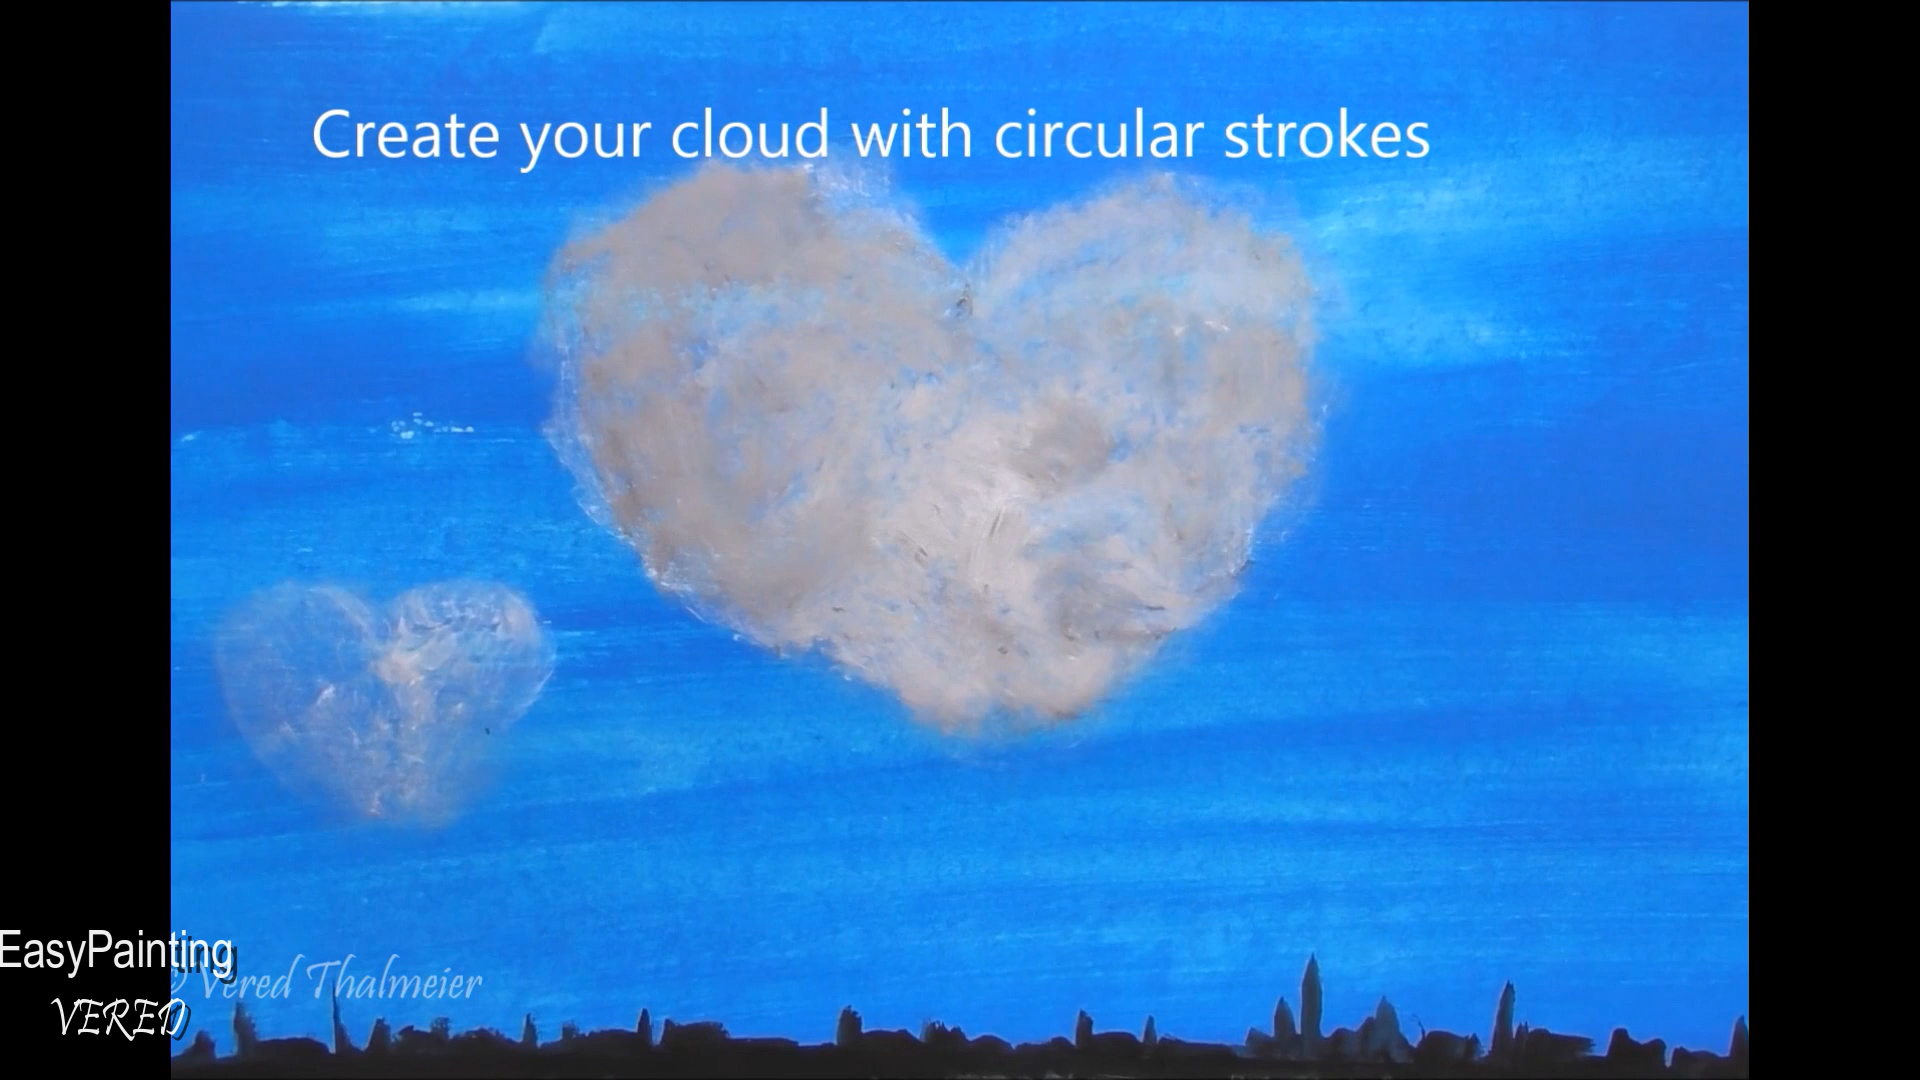 Create your cloud with circular strokes
EasyPainting
© Vered Thalmeier
VERED